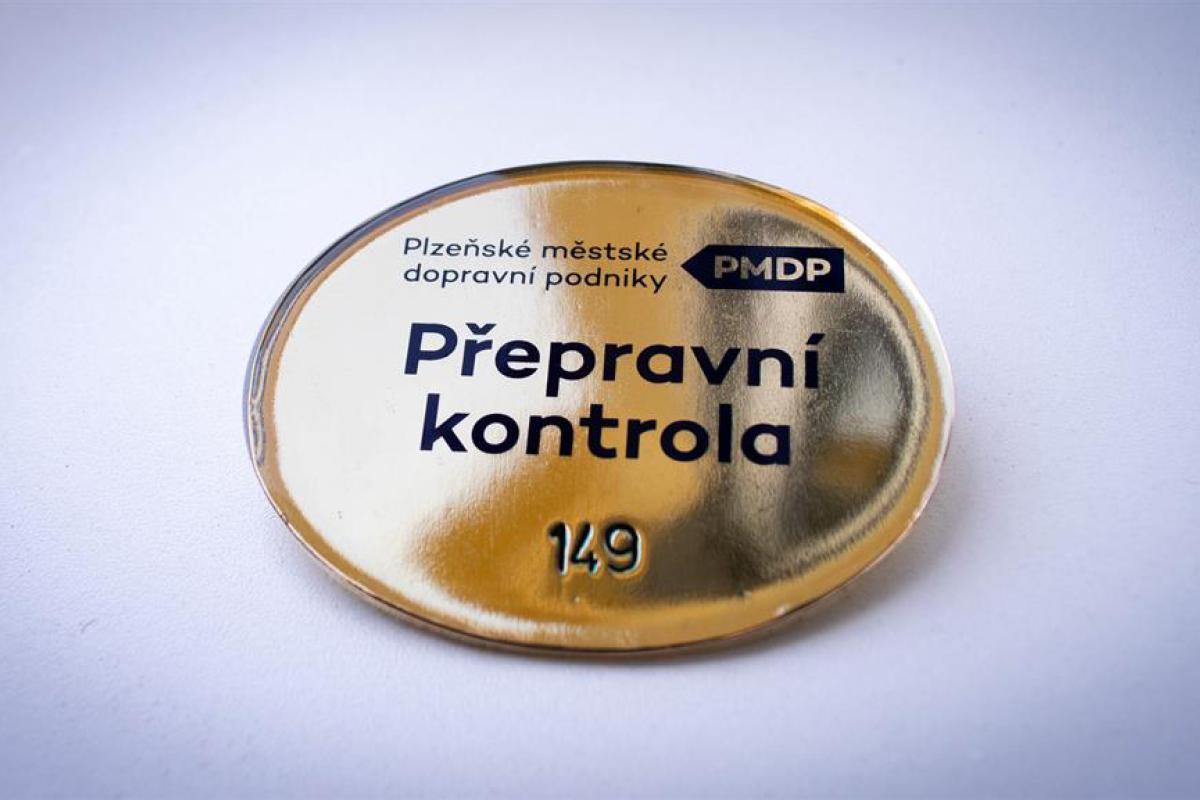 Plzeňské městské
dopravní podniky
PMDP
Přepravní
kontrola
149